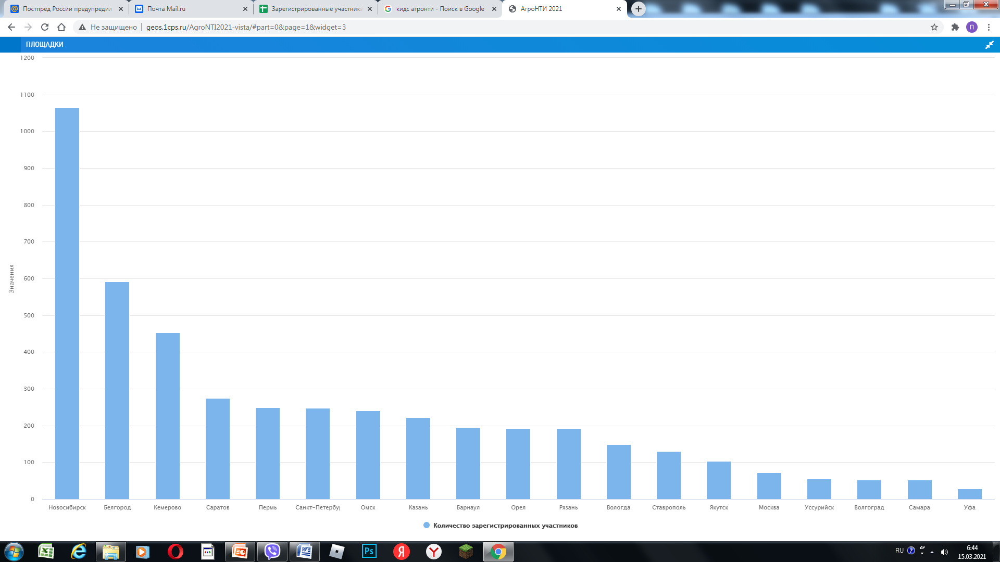 Постпред России предупредил
Почта Mail.ru
Зарегистрированные участники
кидс агронти - Поиск в Google
АгроНТИ 2021
Не защищено
geos.1cps.ru/AgroNTI2021-vista/#part=0&page=1&widget=3
П
ПЛОЩАДКИ
1200
1100
1000
900
800
700
600
500
400
300
200
100
0
Значения
Новосибирск
Белгород
Кемерово
Саратов
Пермь
Санкт-Петербур
Омск
Казань
Барнаул
Орел
Рязань
Вологда
Ставрополь
Якутск
Москва
Уссурийск
Волгоград
Самара
Уфа
Количество зарегистрированных участников
Ps
Я
RU
6:44
15.03.2021